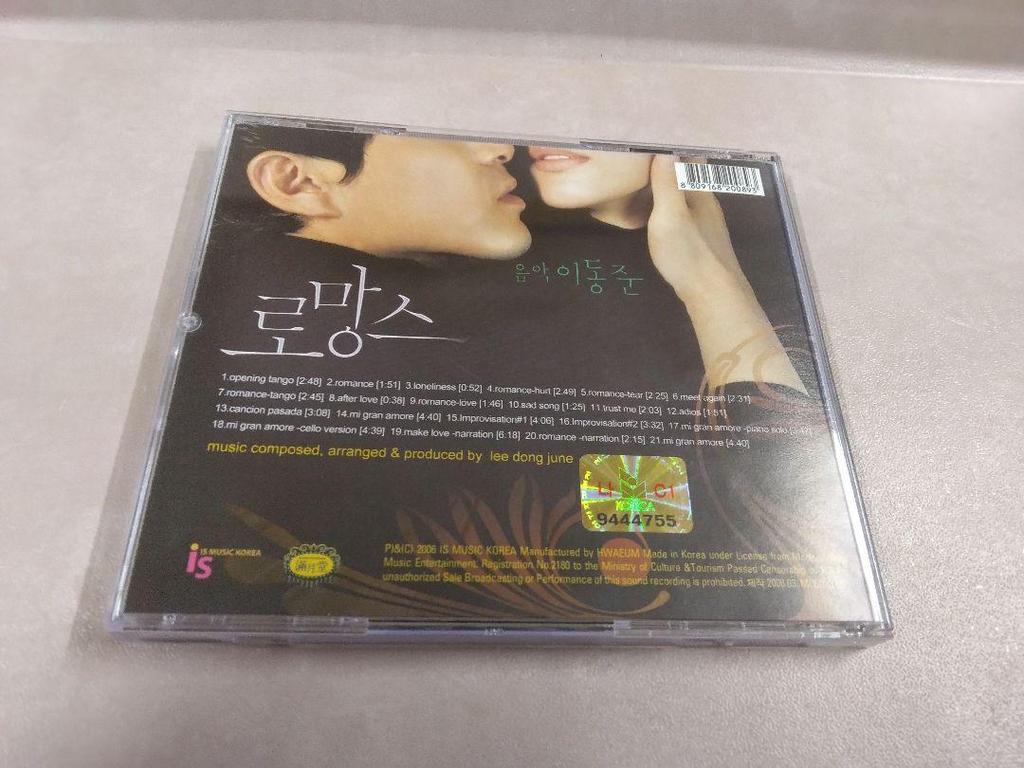 8 809168 200893
음악 이동준
로망스
1.opening tango [2:48] 2.romance [1:51] 3.loneliness [0:52] 4.romance-hurt [2.49] 5.romance-tear [2:25] 6.meet again [2:31]
7.romance-tango [2:45] 8.after love [0:38] 9.romance-love [1:46] 10.sad song [1:25] 11.trust me [2:03] 12.adios [1:51]
13.cancion pasada [3:08] 14.mi gran amore [4:40] 15.Improvisation#1 [4:06] 16.Improvisation#2 [3:32] 17.mi gran amore -piano solo [3:47]
18.mi gran amore -cello version [4:39] 19.make love -narration [6:18] 20.romance -narration [2:15] 21.mi gran amore [4:40]
music composed, arranged & produced by lee dong june
KOREA
9444755
is IS MUSIC KOREA
滿月堂
P)&(C) 2006 IS MUSIC KOREA Manufactured by HWAEUM Made in Korea under License from
Music Entertainment. Registration No.2180 to the Ministry of Culture &Tourism Passed Censorship
unauthorized Sale Broadcasting or Performance of this sound recording is prohibited. 제작